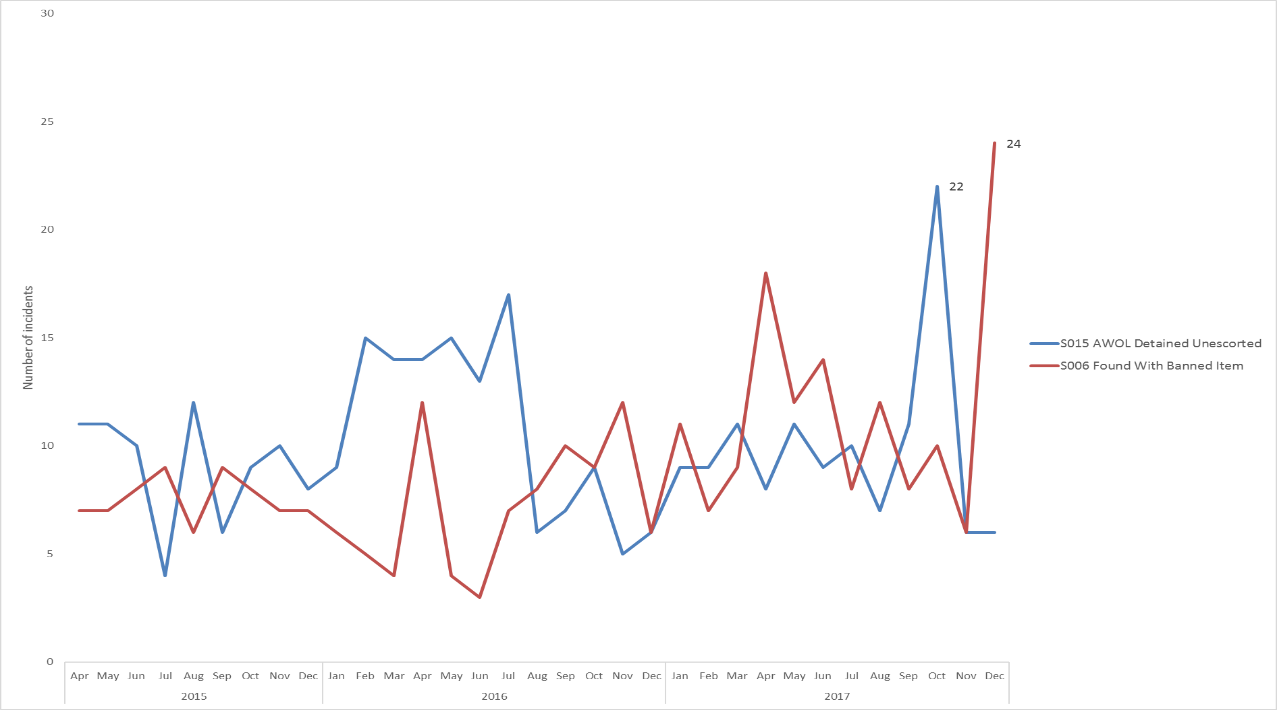 30
25
20
15
10
5
0
Number of incidents
24
22
S015 AWOL Detained Unescorted
S006 Found With Banned Item
Apr May Jun Jul Aug Sep Oct Nov Dec Jan Feb Mar Apr May Jun Jul Aug Sep Oct Nov Dec Jan Feb Mar Apr May Jun Jul Aug Sep Oct Nov Dec
2015 2016 2017